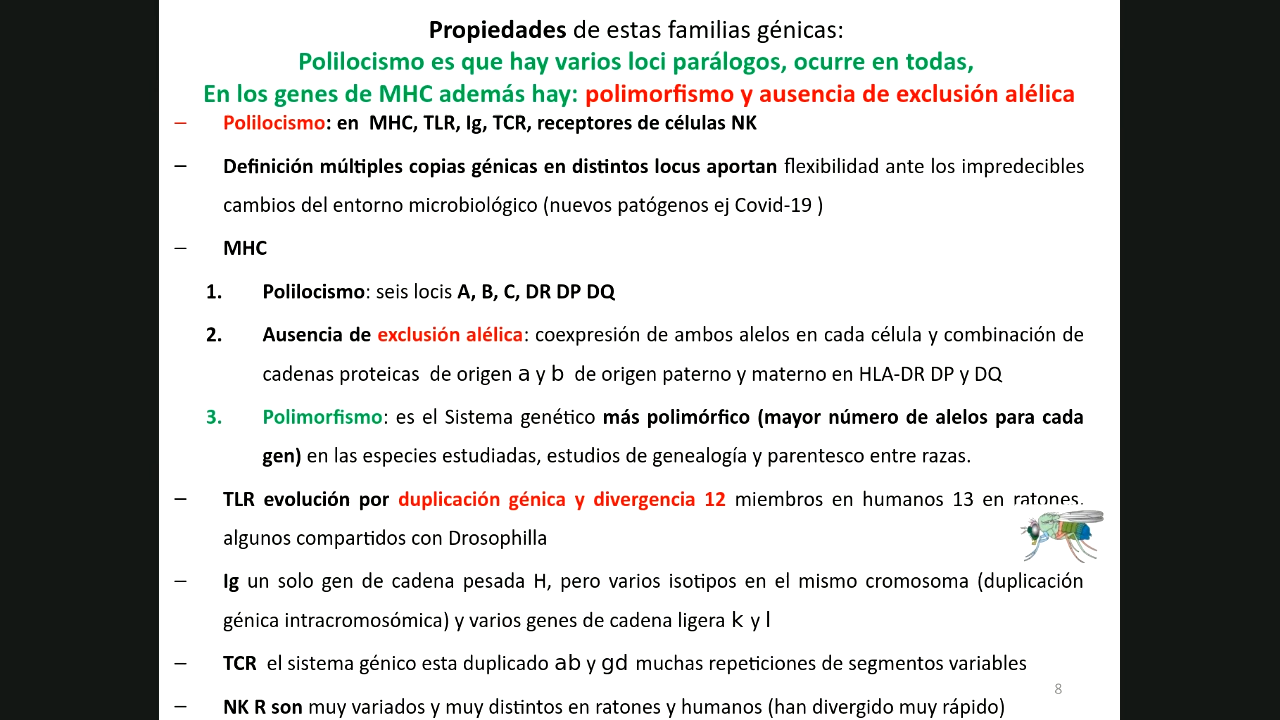 Propiedades de estas familias génicas:
Polilocismo es que hay varios loci parálogos, ocurre en todas,
En los genes de MHC además hay: polimorfismo y ausencia de exclusión alélica
– Polilocismo: en MHC, TLR, Ig, TCR, receptores de células NK
– Definición múltiples copias génicas en distintos locus aportan flexibilidad ante los impredecibles
cambios del entorno microbiológico (nuevos patógenos ej Covid-19 )
– MHC
1. Polilocismo: seis locis A, B, C, DR DP DQ
2. Ausencia de exclusión alélica: coexpresión de ambos alelos en cada célula y combinación de
cadenas proteicas de origen a y b de origen paterno y materno en HLA-DR DP y DQ
3. Polimorfismo: es el Sistema genético más polimórfico (mayor número de alelos para cada
gen) en las especies estudiadas, estudios de genealogía y parentesco entre razas.
– TLR evolución por duplicación génica y divergencia 12 miembros en humanos 13 en ratones.
algunos compartidos con Drosophilla
– Ig un solo gen de cadena pesada H, pero varios isotipos en el mismo cromosoma (duplicación
génica intracromosómica) y varios genes de cadena ligera k y l
– TCR el sistema génico esta duplicado ab y gd muchas repeticiones de segmentos variables
8
– NK R son muy variados y muy distintos en ratones y humanos (han divergido muy rápido)